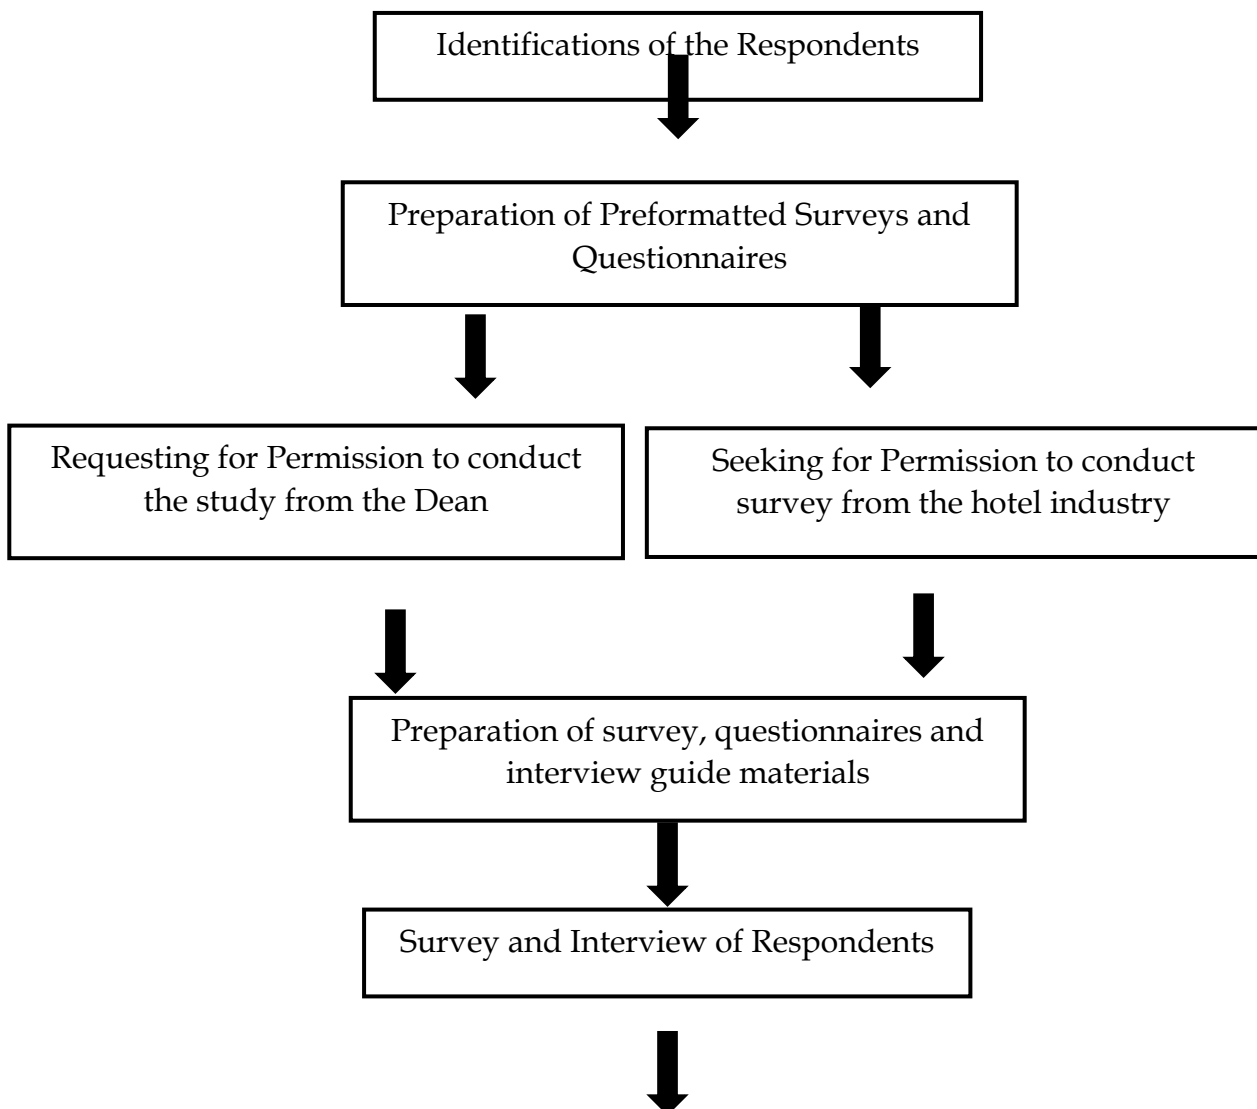 Identifications of the Respondents
Preparation of Preformatted Surveys and
Questionnaires
Requesting for Permission to conduct
the study from the Dean
Seeking for Permission to conduct
survey from the hotel industry
Preparation of survey, questionnaires and
interview guide materials
Survey and Interview of Respondents